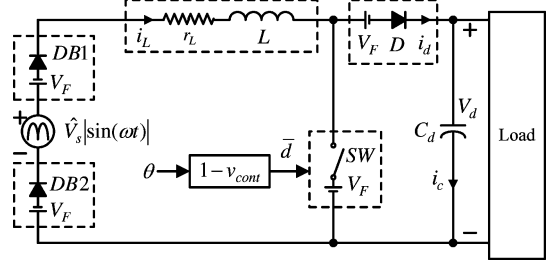 i_L r_L L
V_F D i_d
DB1
V_F
+
V̂_s|sin(ωt)|
−
DB2
V_F
θ
1−v_cont
d̅
SW
V_F
+
V_d
C_d
i_c
−
Load